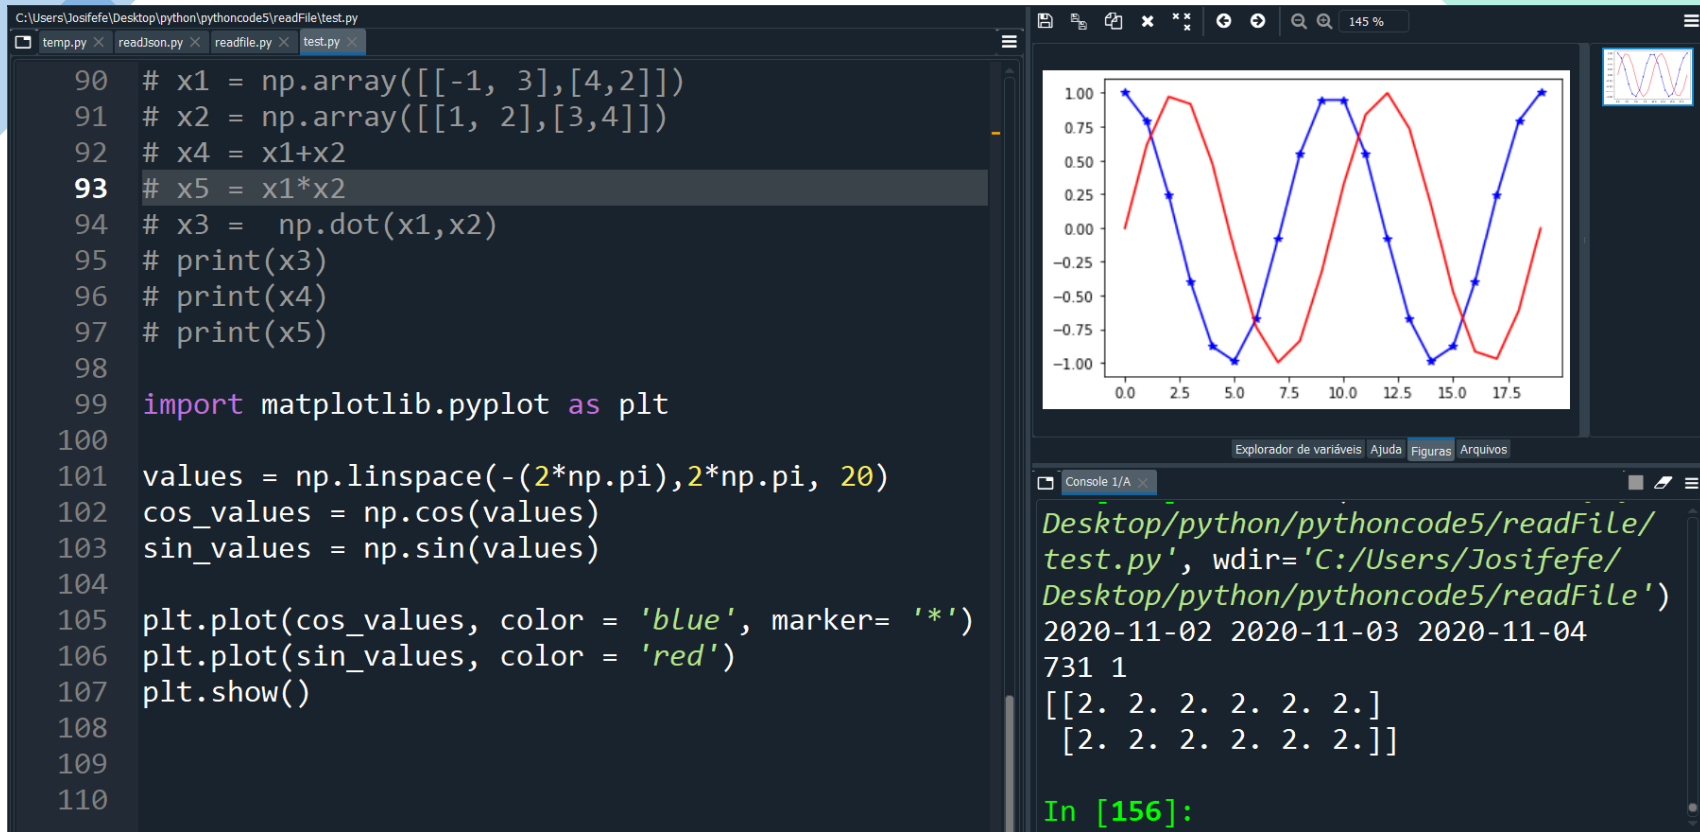 C:\Users\Josifefe\Desktop\python\pythoncode5\readFile\test.py
temp.py readJson.py readfile.py test.py
90 # x1 = np.array([[-1, 3],[4,2]])
91 # x2 = np.array([[1, 2],[3,4]])
92 # x4 = x1+x2
93 # x5 = x1*x2
94 # x3 =  np.dot(x1,x2)
95 # print(x3)
96 # print(x4)
97 # print(x5)
98
99 import matplotlib.pyplot as plt
100
101 values = np.linspace(-(2*np.pi),2*np.pi, 20)
102 cos_values = np.cos(values)
103 sin_values = np.sin(values)
104
105 plt.plot(cos_values, color = 'blue', marker= '*')
106 plt.plot(sin_values, color = 'red')
107 plt.show()
108
109
110
145 %
1.00
0.75
0.50
0.25
0.00
−0.25
−0.50
−0.75
−1.00
0.0 2.5 5.0 7.5 10.0 12.5 15.0 17.5
Explorador de variáveis Ajuda Figuras Arquivos
Console 1/A
Desktop/python/pythoncode5/readFile/
test.py', wdir='C:/Users/Josifefe/
Desktop/python/pythoncode5/readFile')
2020-11-02 2020-11-03 2020-11-04
731 1
[[2. 2. 2. 2. 2. 2.]
 [2. 2. 2. 2. 2. 2.]]
In [156]: